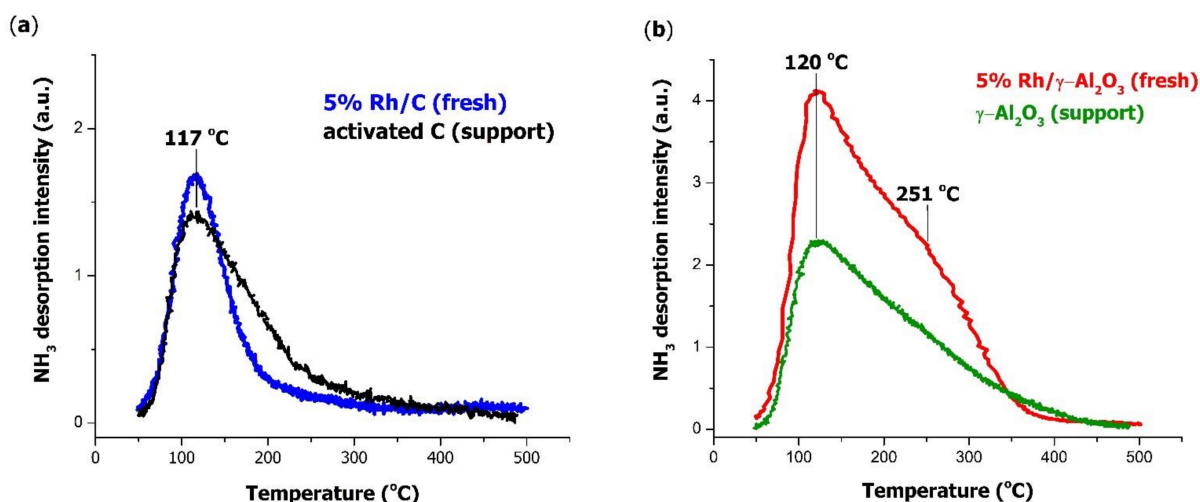 (a)
NH₃ desorption intensity (a.u.)
2
1
0
117 °C
5% Rh/C (fresh)
activated C (support)
0 100 200 300 400 500
Temperature (°C)
(b)
NH₃ desorption intensity (a.u.)
4
3
2
1
0
120 °C
251 °C
5% Rh/γ–Al₂O₃ (fresh)
γ–Al₂O₃ (support)
0 100 200 300 400 500
Temperature (°C)